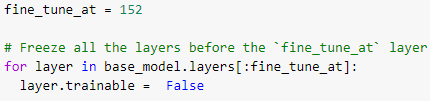 fine_tune_at = 152
# Freeze all the layers before the `fine_tune_at` layer
for layer in base_model.layers[:fine_tune_at]:
  layer.trainable =  False